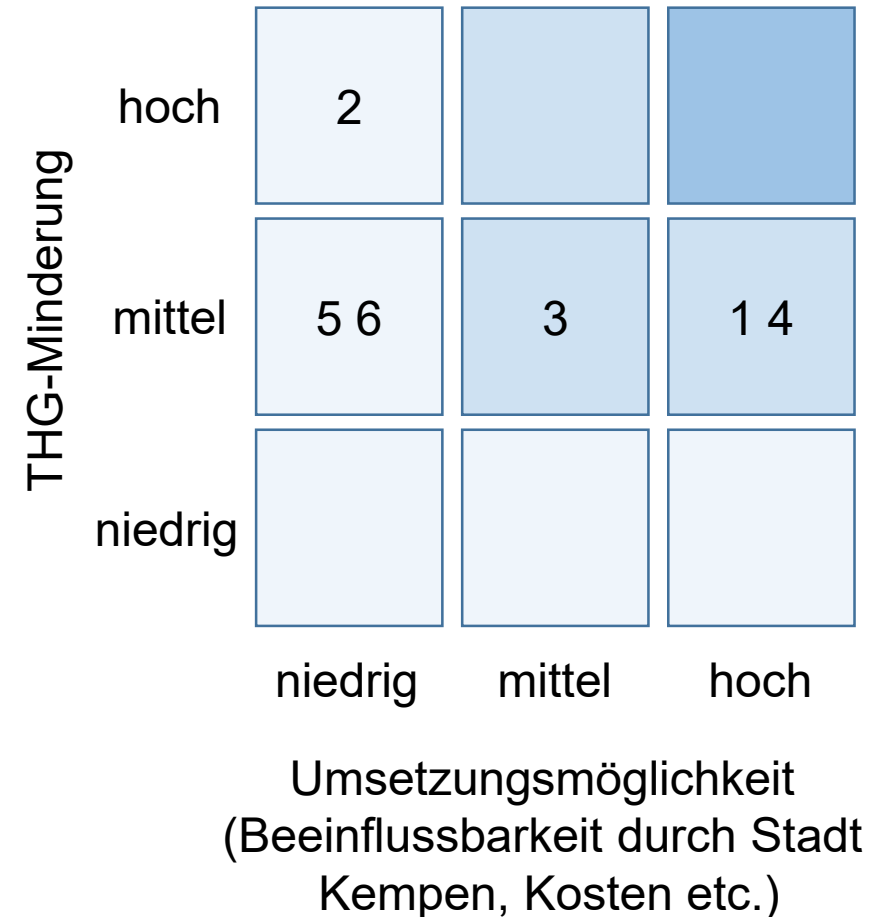 hoch
2
THG-Minderung
mittel
5 6
3
1 4
niedrig
niedrig mittel hoch
Umsetzungsmöglichkeit
(Beeinflussbarkeit durch Stadt
Kempen, Kosten etc.)